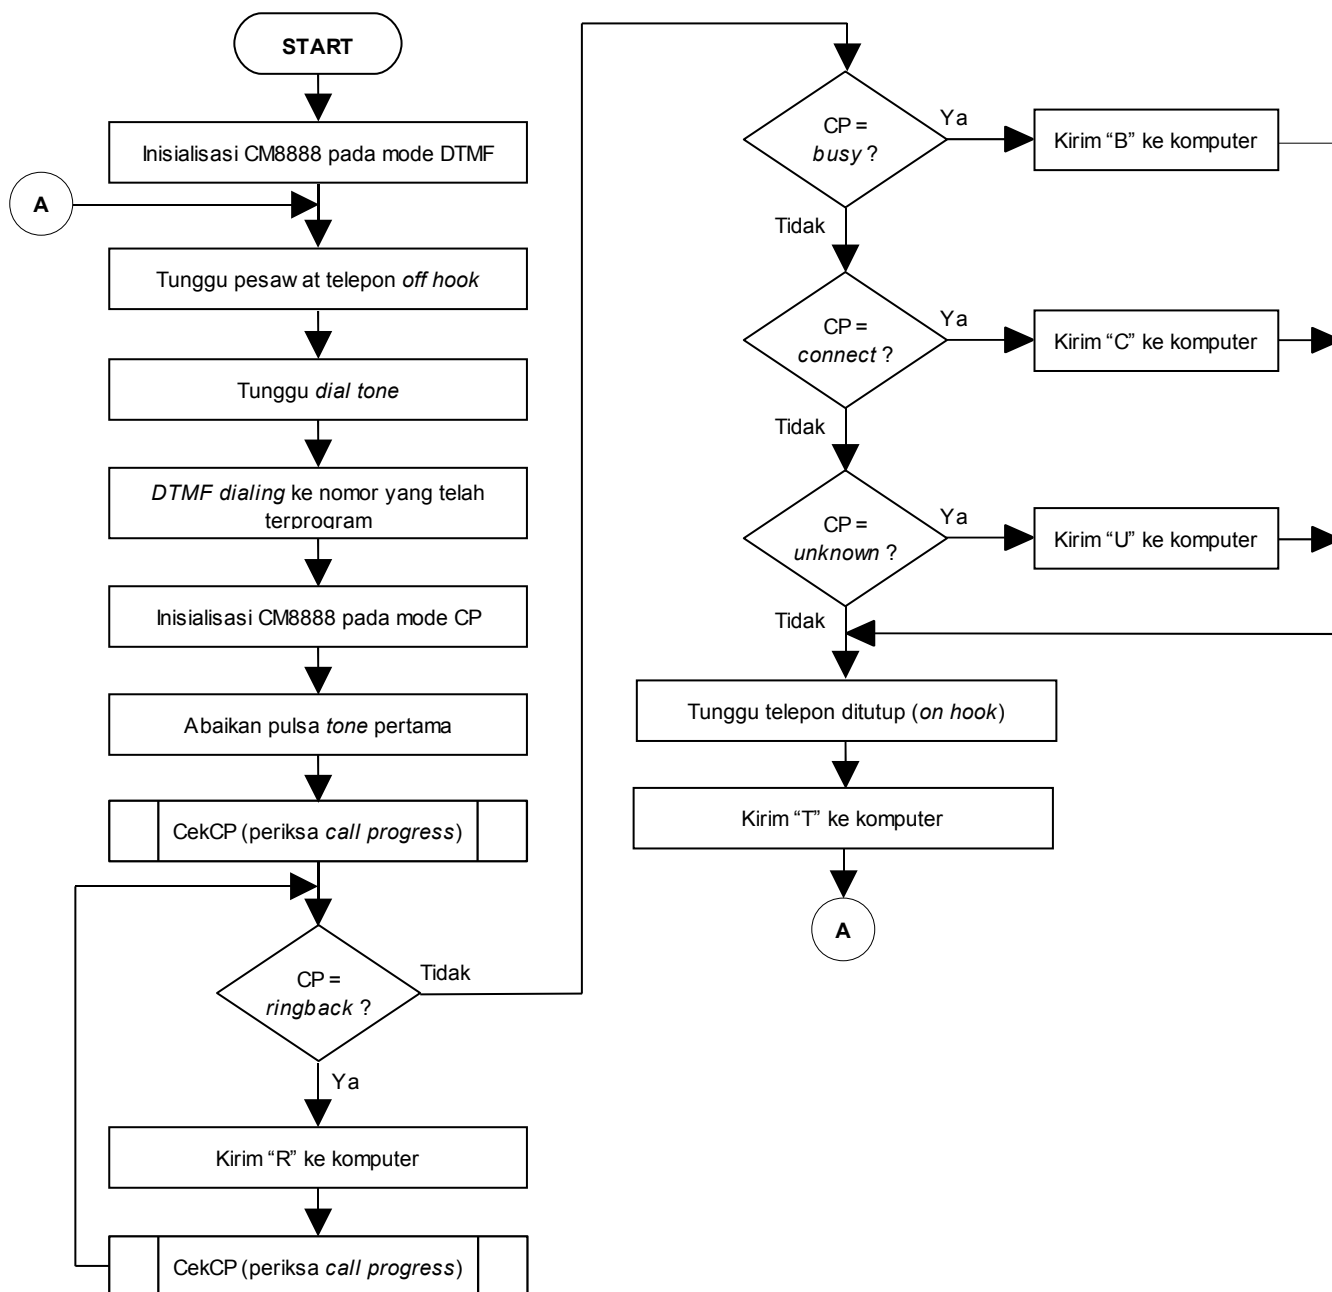 START
Inisialisasi CM8888 pada mode DTMF
A
Tunggu pesawat telepon off hook
Tunggu dial tone
DTMF dialing ke nomor yang telah
terprogram
Inisialisasi CM8888 pada mode CP
Abaikan pulsa tone pertama
CekCP (periksa call progress)
CP =
ringback ?
Tidak
Ya
Kirim “R” ke komputer
CekCP (periksa call progress)
CP =
busy ?
Ya
Kirim “B” ke komputer
Tidak
CP =
connect ?
Ya
Kirim “C” ke komputer
Tidak
CP =
unknown ?
Ya
Kirim “U” ke komputer
Tidak
Tunggu telepon ditutup (on hook)
Kirim “T” ke komputer
A